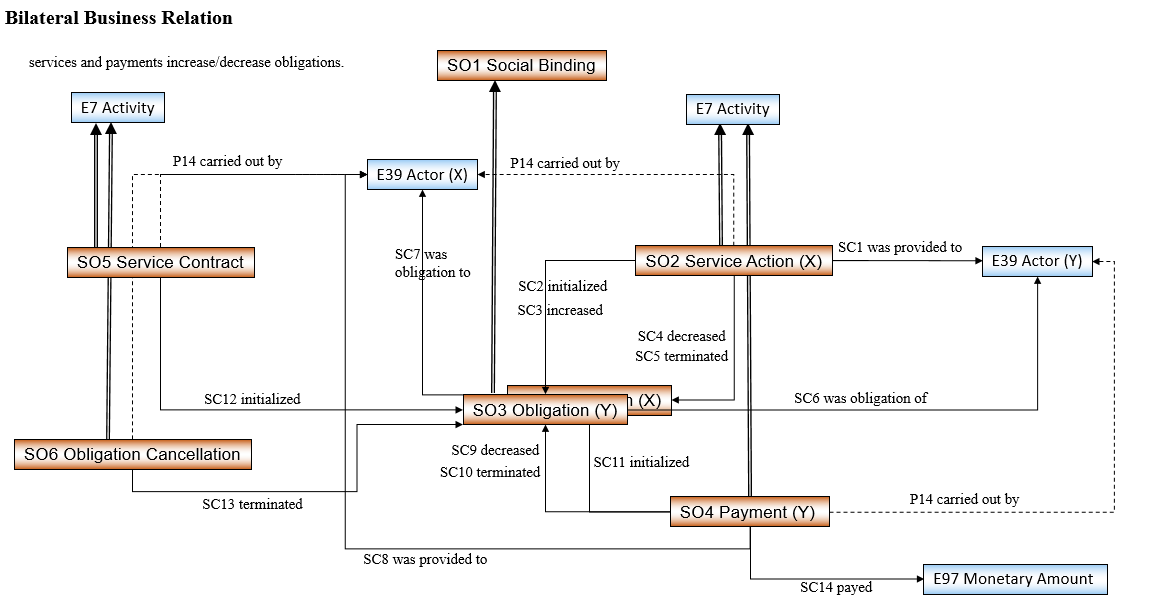 Bilateral Business Relation
services and payments increase/decrease obligations.
SO1 Social Binding
E7 Activity
E7 Activity
P14 carried out by
E39 Actor (X)
P14 carried out by
SO5 Service Contract
SC7 was
obligation to
SO2 Service Action (X)
SC1 was provided to
E39 Actor (Y)
SC2 initialized
SC3 increased
SC4 decreased
SC5 terminated
SC12 initialized
(X)
SO3 Obligation (Y)
SC6 was obligation of
SO6 Obligation Cancellation
SC9 decreased
SC10 terminated
SC11 initialized
SC13 terminated
SO4 Payment (Y)
P14 carried out by
SC8 was provided to
E97 Monetary Amount
SC14 payed